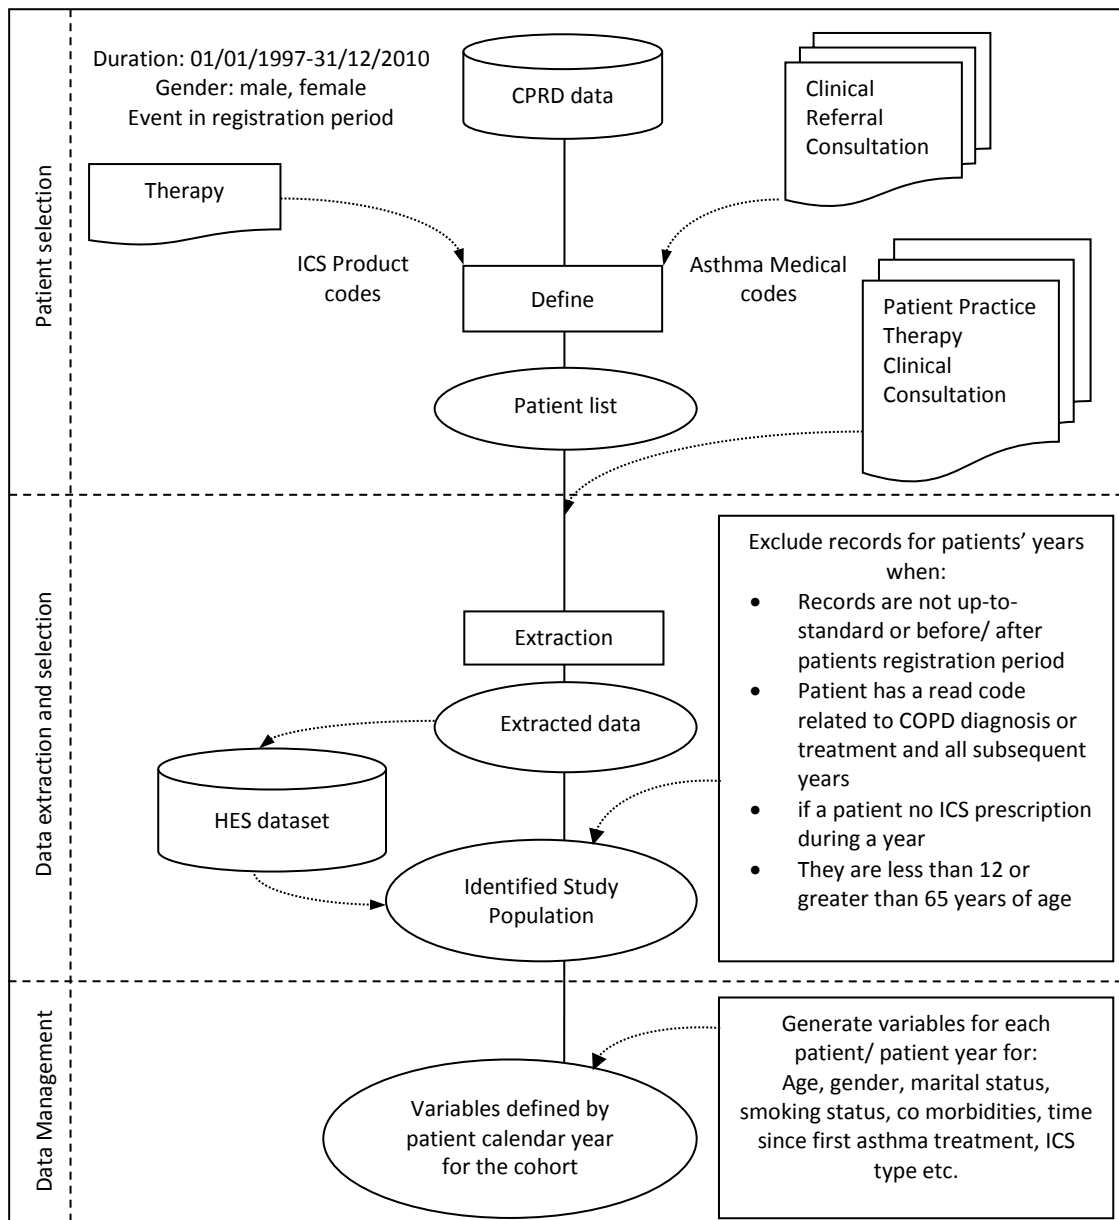 Patient selection
Duration: 01/01/1997-31/12/2010
Gender: male, female
Event in registration period
CPRD data
Clinical
Referral
Consultation
Therapy
ICS Product
codes
Define
Asthma Medical
codes
Patient Practice
Therapy
Clinical
Consultation
Patient list
Data extraction and selection
Extraction
Extracted data
HES dataset
Identified Study
Population
Exclude records for patients’ years
when:
• Records are not up-to-
standard or before/ after
patients registration period
• Patient has a read code
related to COPD diagnosis or
treatment and all subsequent
years
• if a patient no ICS prescription
during a year
• They are less than 12 or
greater than 65 years of age
Data Management
Variables defined by
patient calendar year
for the cohort
Generate variables for each
patient/ patient year for:
Age, gender, marital status,
smoking status, co morbidities, time
since first asthma treatment, ICS
type etc.